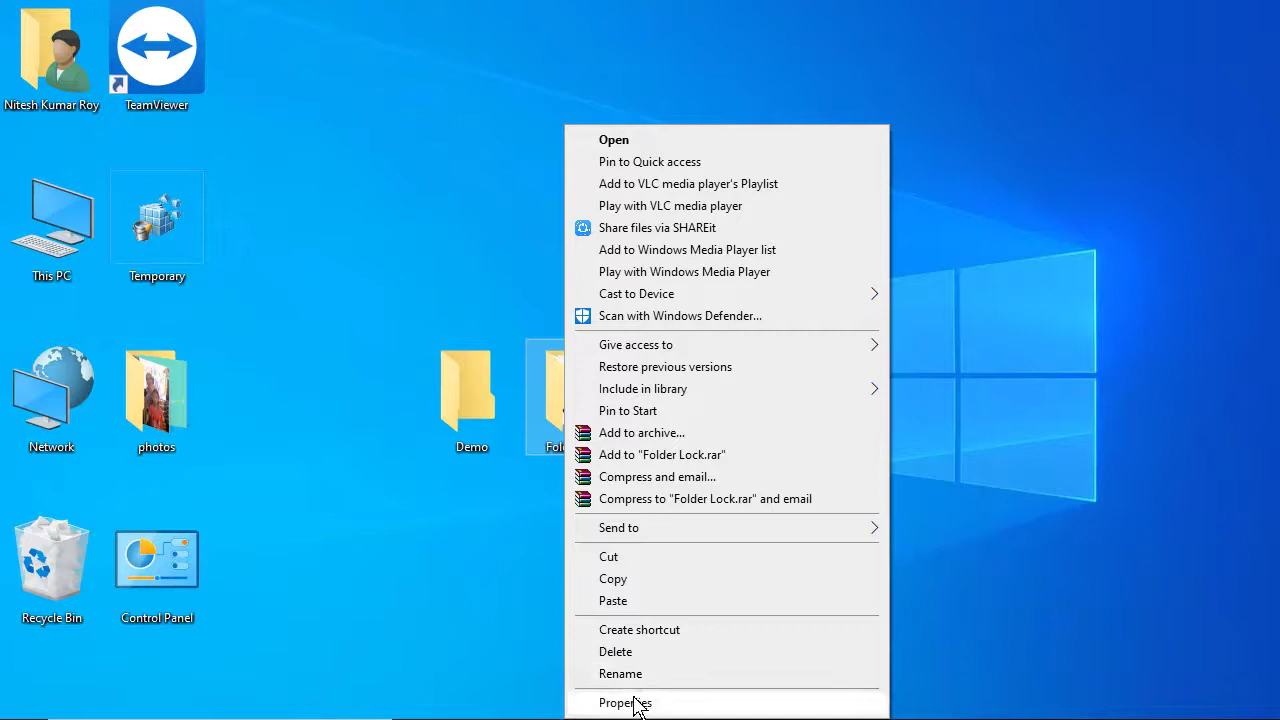 Nitesh Kumar Roy
TeamViewer
This PC
Temporary
Network
photos
Recycle Bin
Control Panel
Demo
Open
Pin to Quick access
Add to VLC media player's Playlist
Play with VLC media player
Share files via SHAREit
Add to Windows Media Player list
Play with Windows Media Player
Cast to Device
Scan with Windows Defender...
Give access to
Restore previous versions
Include in library
Pin to Start
Add to archive...
Add to "Folder Lock.rar"
Compress and email...
Compress to "Folder Lock.rar" and email
Send to
Cut
Copy
Paste
Create shortcut
Delete
Rename
Properties